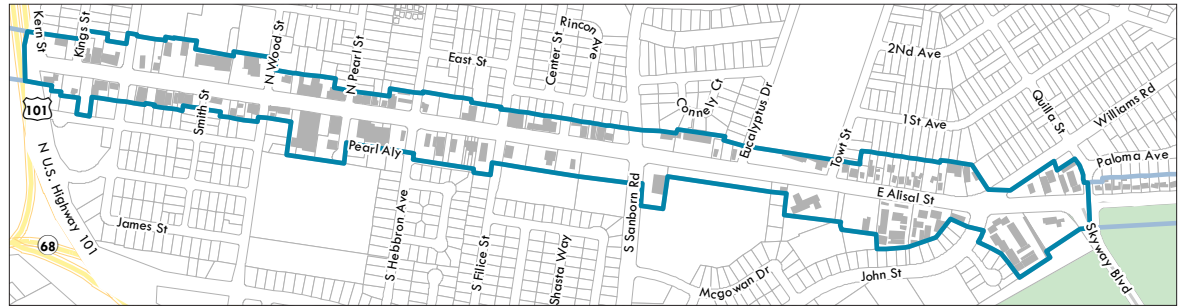 Kern St
Kings St
N Wood St
N Pearl St
East St
Center St
Rincon Ave
2Nd Ave
Connely Ct
Eucalyptus Dr
Quilla St
Williams Rd
101
Smith St
1St Ave
Towt St
Pearl Aly
Paloma Ave
N U.S. Highway 101
E Alisal St
S Sanborn Rd
James St
68
S Hebbron Ave
S Filice St
Shasta Way
Mcgowan Dr
John St
Skyway Blvd